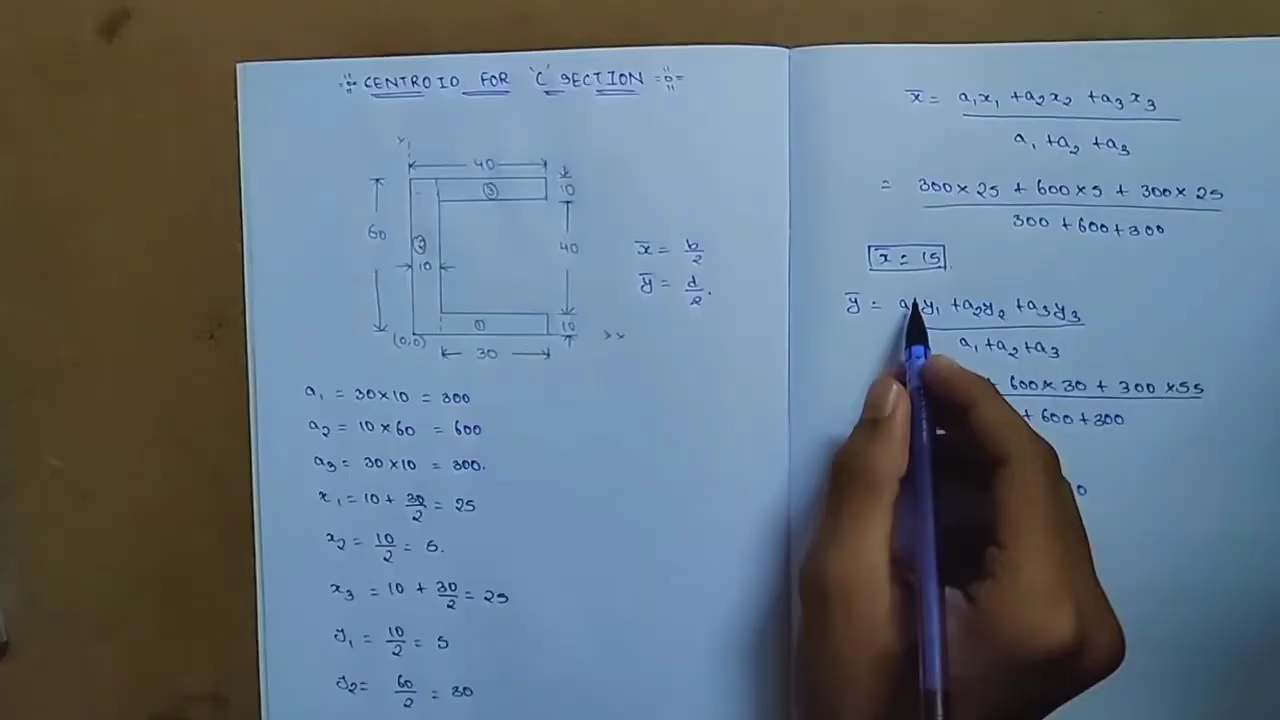 CENTROID FOR 'C' SECTION
Y
40
③
10
60
②
10
40
x̄ = b/2
ȳ = d/2.
①
10
(0,0)
x
30
a₁ = 30×10 = 300
a₂ = 10×60 = 600
a₃ = 30×10 = 300.
x₁ = 10 + 30/2 = 25
x₂ = 10/2 = 5.
x₃ = 10 + 30/2 = 25
y₁ = 10/2 = 5
y₂ = 60/2 = 30
x̄ = a₁x₁ + a₂x₂ + a₃x₃
a₁ + a₂ + a₃
= 300×25 + 600×5 + 300×25
300 + 600 + 300
x̄ = 15
ȳ = a₁y₁ + a₂y₂ + a₃y₃
a₁ + a₂ + a₃
+ 600×30 + 300×55
+ 600 + 300
0